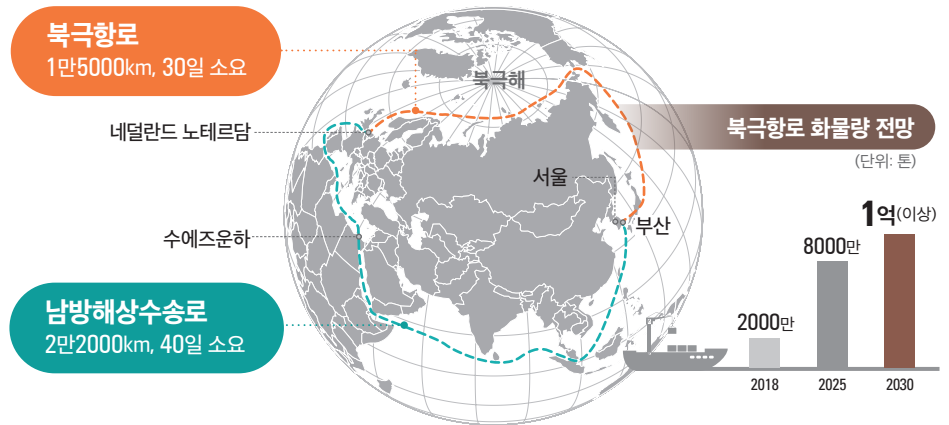 북극항로
1만5000km, 30일 소요
북극해
네덜란드 노테르담
북극항로 화물량 전망
(단위: 톤)
서울
부산
수에즈운하
남방해상수송로
2만2000km, 40일 소요
1억(이상)
8000만
2000만
2018
2025
2030